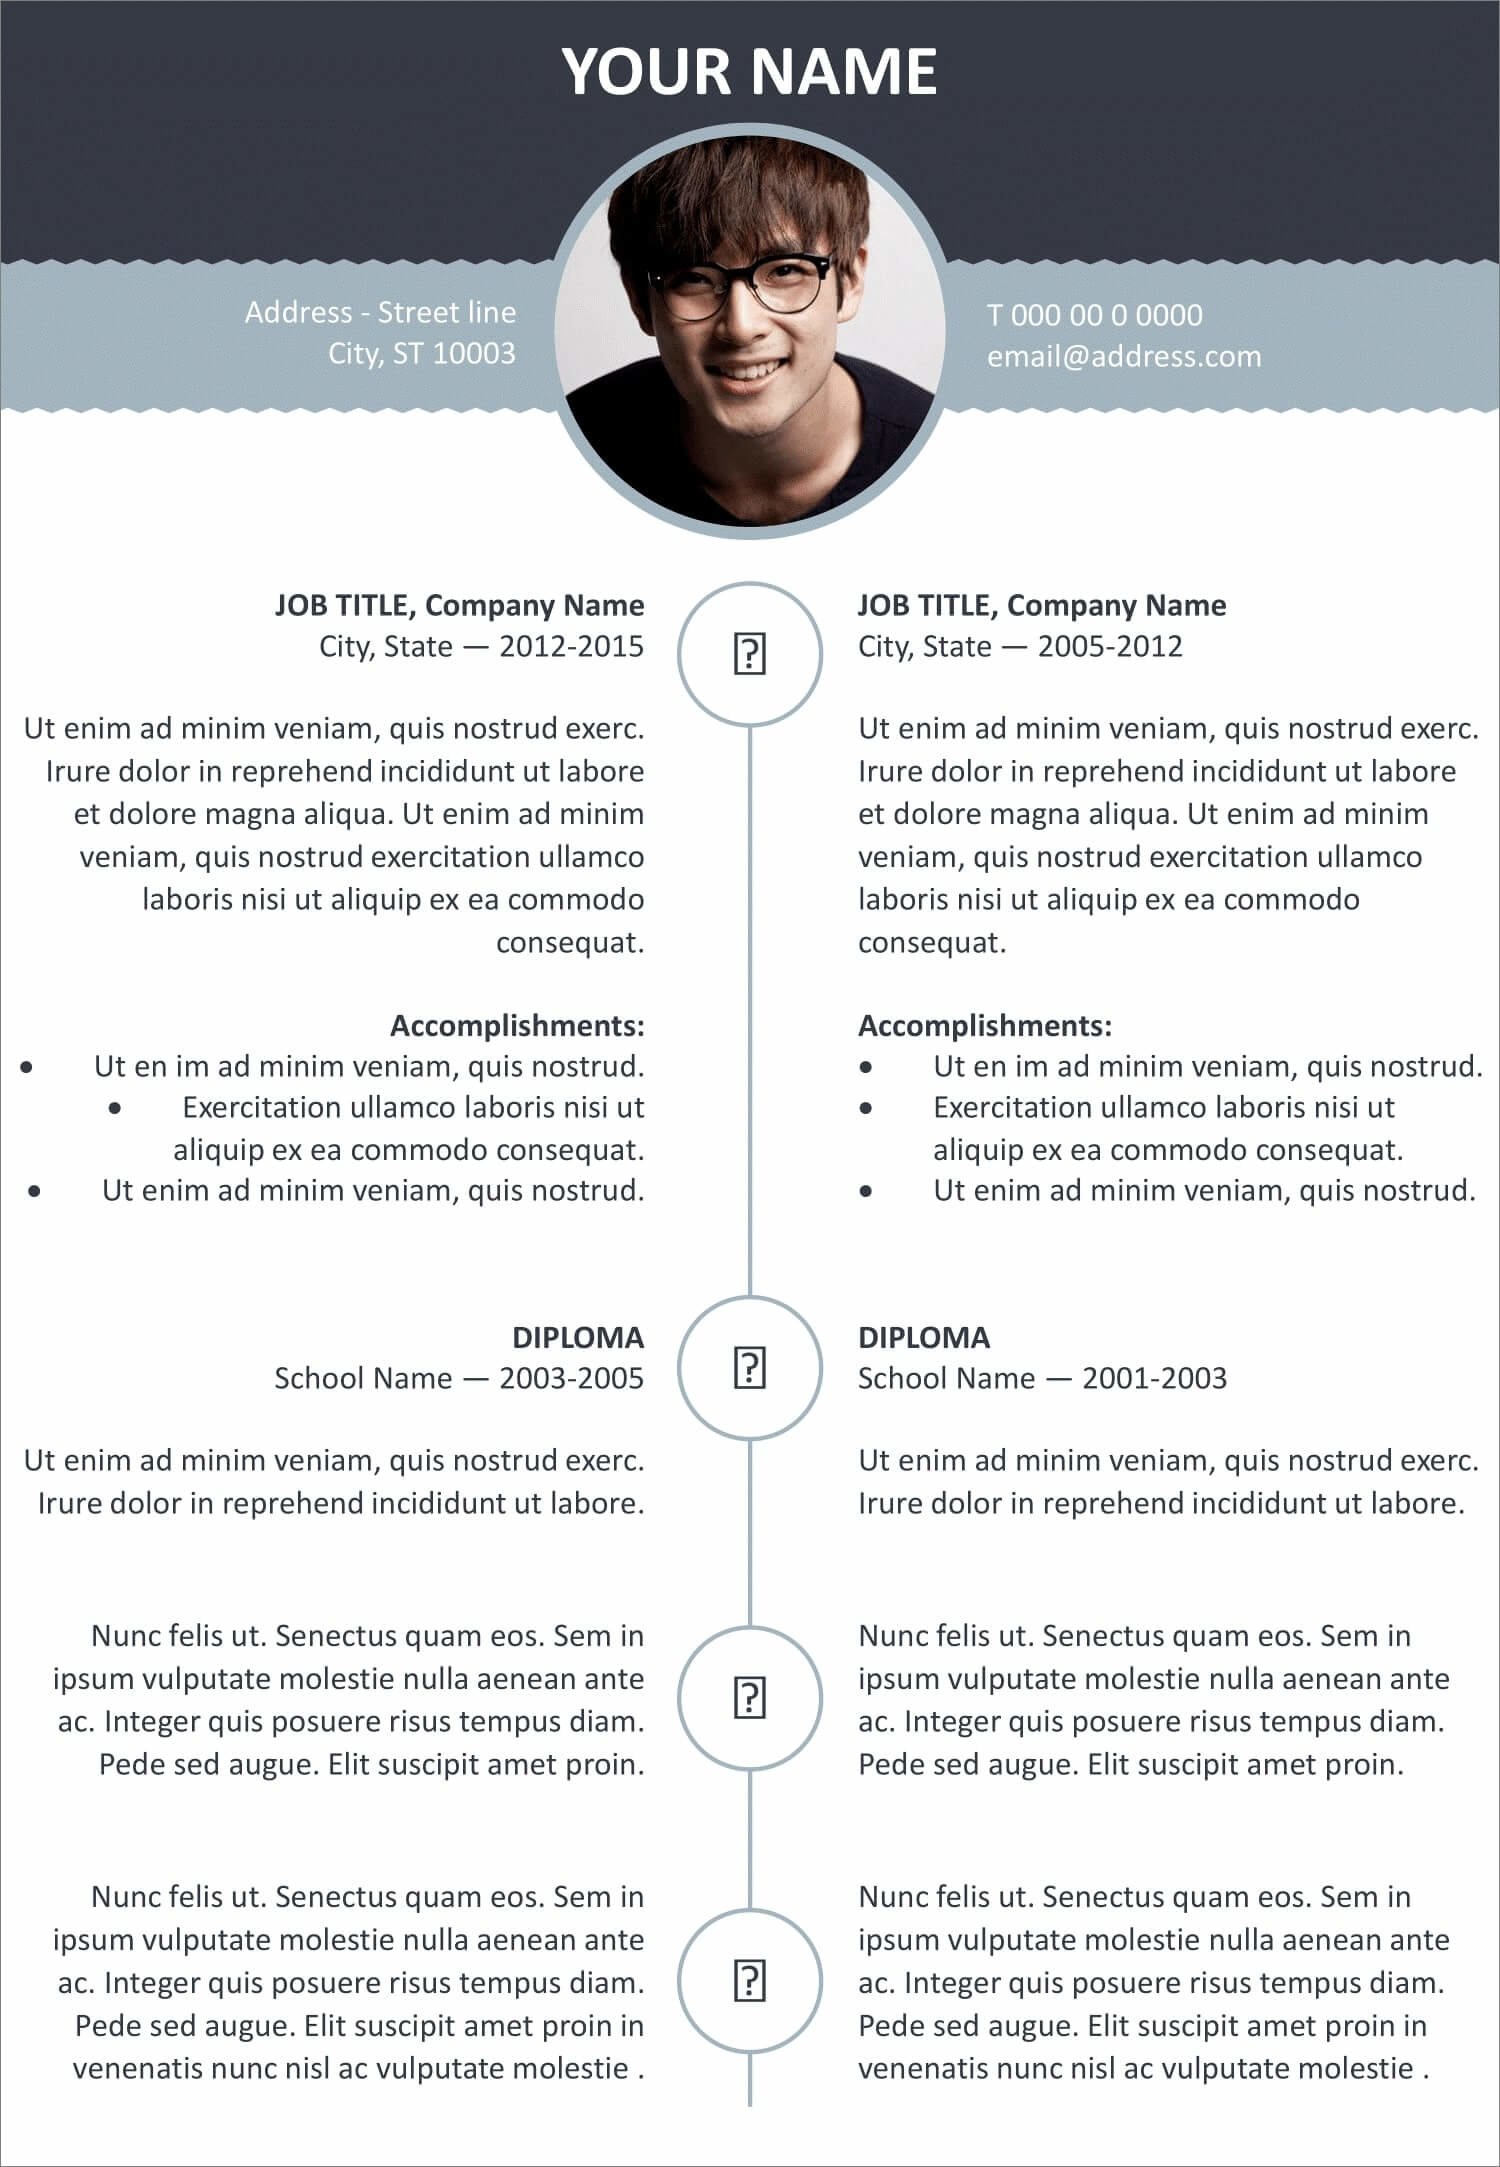 YOUR NAME
Address - Street line
City, ST 10003
T 000 00 0 0000
email@address.com
JOB TITLE, Company Name
City, State — 2012-2015
Ut enim ad minim veniam, quis nostrud exerc.
Irure dolor in reprehend incididunt ut labore
et dolore magna aliqua. Ut enim ad minim
veniam, quis nostrud exercitation ullamco
laboris nisi ut aliquip ex ea commodo
consequat.
Accomplishments:
• Ut en im ad minim veniam, quis nostrud.
• Exercitation ullamco laboris nisi ut
aliquip ex ea commodo consequat.
• Ut enim ad minim veniam, quis nostrud.
JOB TITLE, Company Name
City, State — 2005-2012
Ut enim ad minim veniam, quis nostrud exerc.
Irure dolor in reprehend incididunt ut labore
et dolore magna aliqua. Ut enim ad minim
veniam, quis nostrud exercitation ullamco
laboris nisi ut aliquip ex ea commodo
consequat.
Accomplishments:
• Ut en im ad minim veniam, quis nostrud.
• Exercitation ullamco laboris nisi ut
aliquip ex ea commodo consequat.
• Ut enim ad minim veniam, quis nostrud.
DIPLOMA
School Name — 2003-2005
Ut enim ad minim veniam, quis nostrud exerc.
Irure dolor in reprehend incididunt ut labore.
DIPLOMA
School Name — 2001-2003
Ut enim ad minim veniam, quis nostrud exerc.
Irure dolor in reprehend incididunt ut labore.
Nunc felis ut. Senectus quam eos. Sem in
ipsum vulputate molestie nulla aenean ante
ac. Integer quis posuere risus tempus diam.
Pede sed augue. Elit suscipit amet proin.
Nunc felis ut. Senectus quam eos. Sem in
ipsum vulputate molestie nulla aenean ante
ac. Integer quis posuere risus tempus diam.
Pede sed augue. Elit suscipit amet proin.
Nunc felis ut. Senectus quam eos. Sem in
ipsum vulputate molestie nulla aenean ante
ac. Integer quis posuere risus tempus diam.
Pede sed augue. Elit suscipit amet proin in
venenatis nunc nisl ac vulputate molestie .
Nunc felis ut. Senectus quam eos. Sem in
ipsum vulputate molestie nulla aenean ante
ac. Integer quis posuere risus tempus diam.
Pede sed augue. Elit suscipit amet proin in
venenatis nunc nisl ac vulputate molestie .